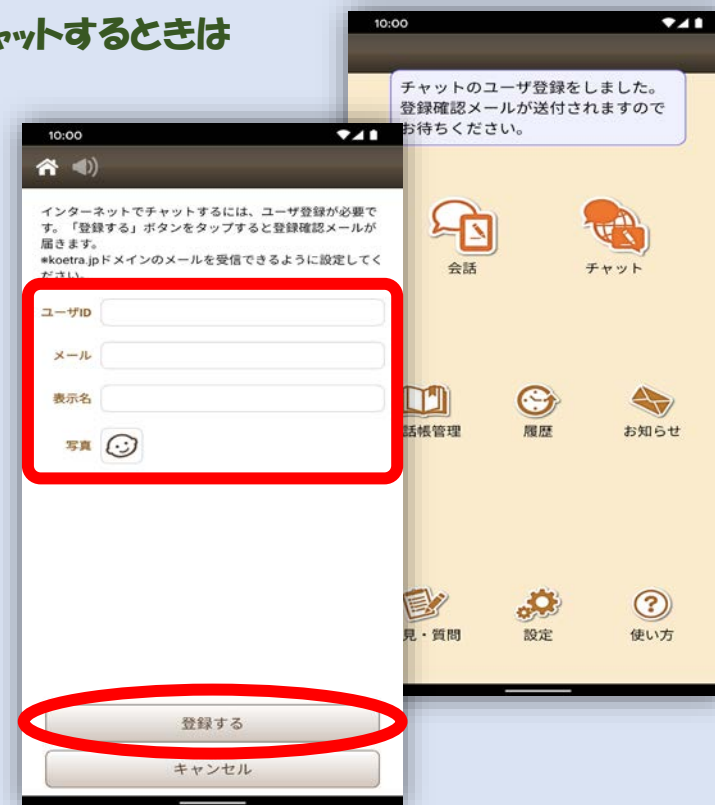 ャットするときは
10:00
チャットのユーザ登録をしました。
登録確認メールが送付されますので
お待ちください。
会話
チャット
話帳管理
履歴
お知らせ
見・質問
設定
使い方
10:00
インターネットでチャットするには、ユーザ登録が必要で
す。「登録する」ボタンをタップすると登録確認メールが
届きます。
*koetra.jpドメインのメールを受信できるように設定してく
ださい。
ユーザID
メール
表示名
写真
登録する
キャンセル